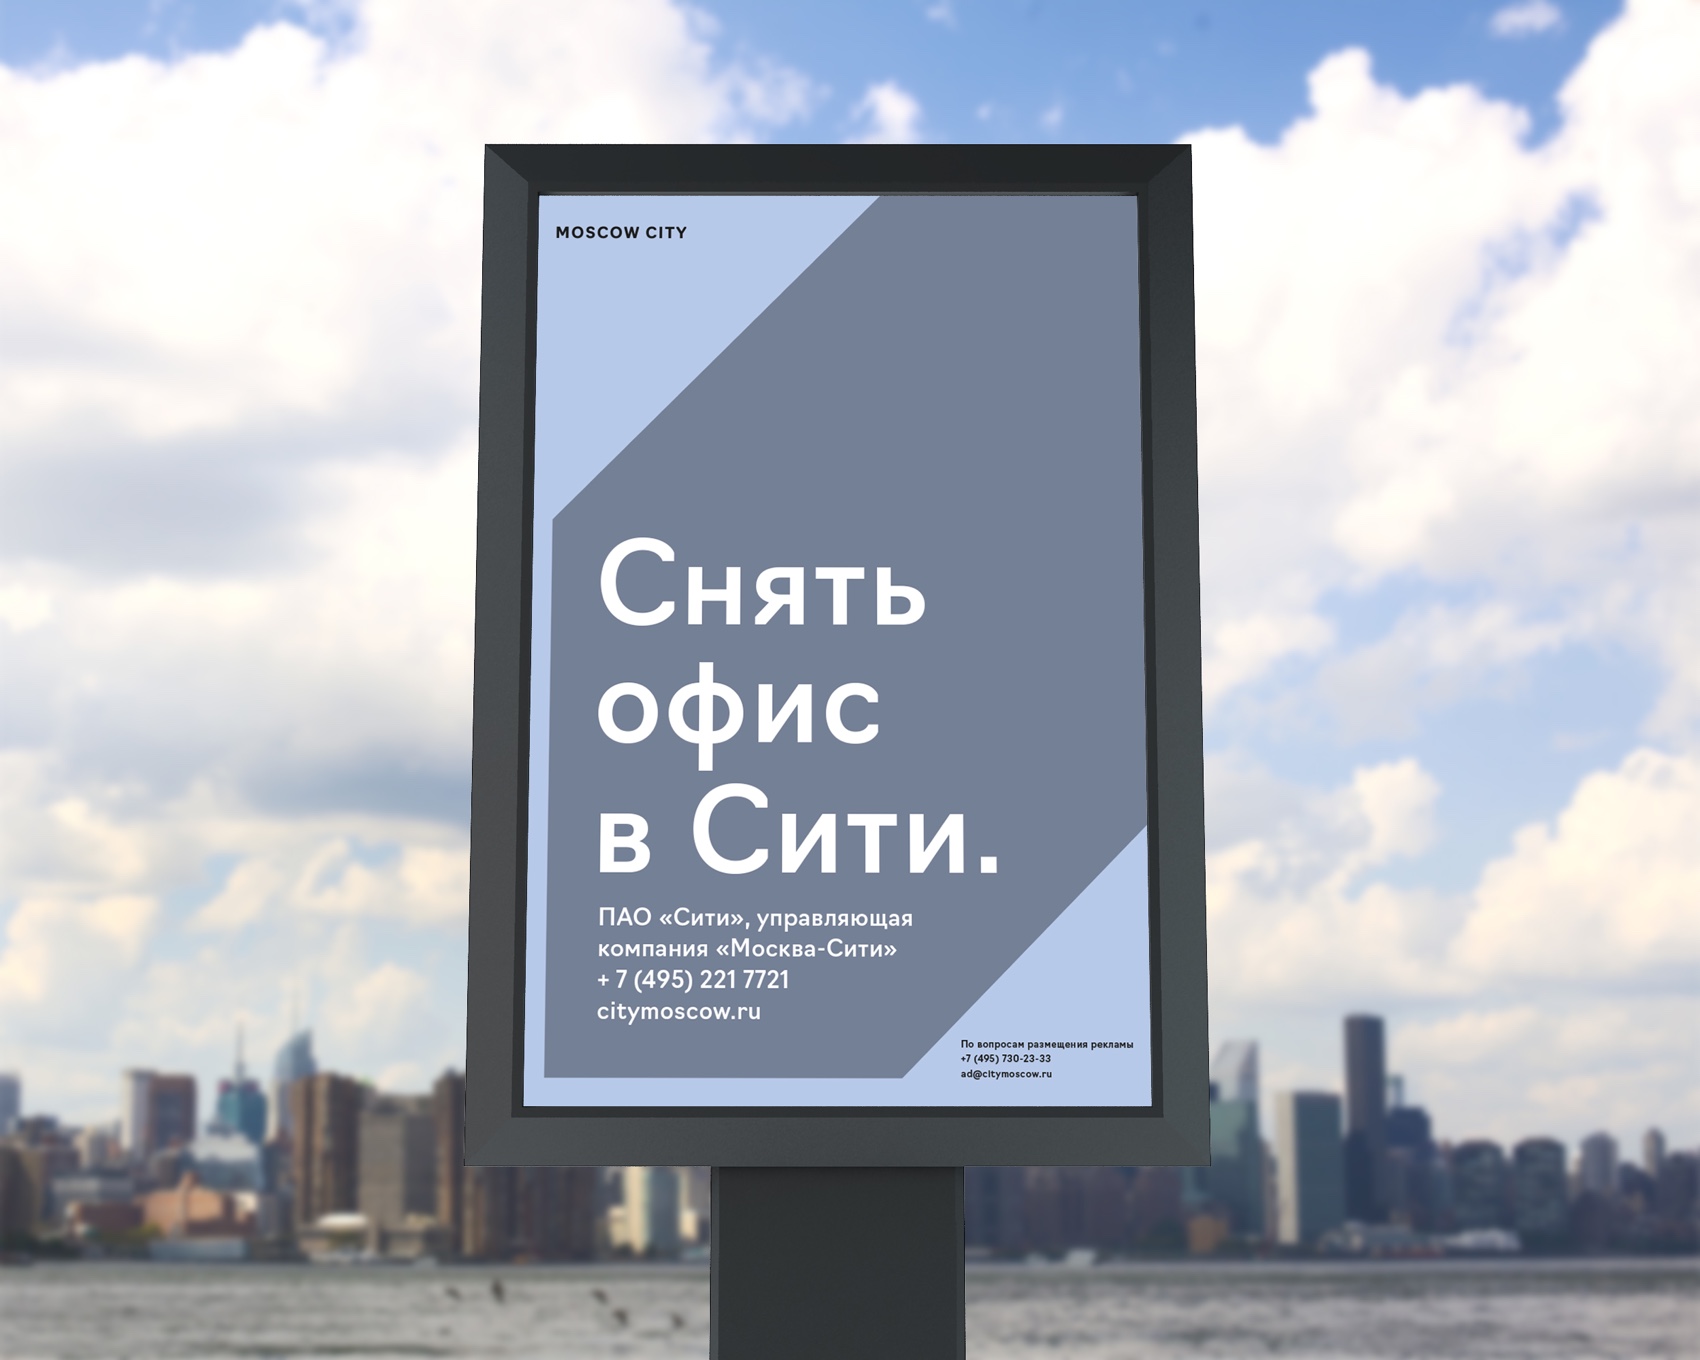 MOSCOW CITY
Снять
офис
в Сити.
ПАО «Сити», управляющая
компания «Москва-Сити»
+ 7 (495) 221 7721
citymoscow.ru
По вопросам размещения рекламы
+7 (495) 730-23-33
ad@citymoscow.ru